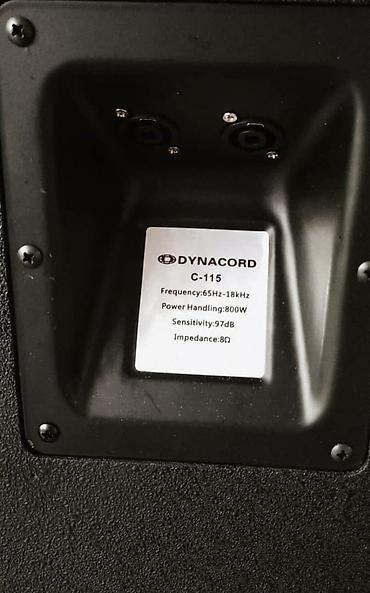 DYNACORD
C-115
Frequency:65Hz-18kHz
Power Handling:800W
Sensitivity:97dB
Impedance:8Ω